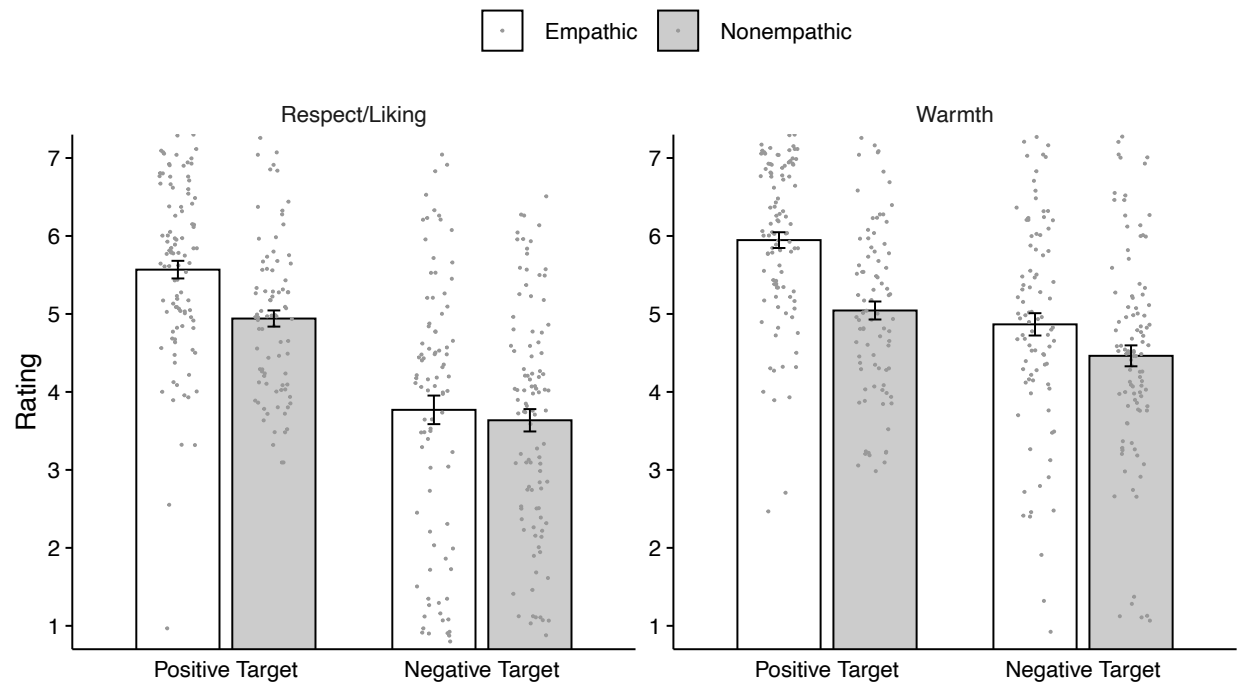 Empathic Nonempathic
Respect/Liking Warmth
7 7
6 6
5 5
4 4
3 3
2 2
1 1
Rating
Positive Target Negative Target Positive Target Negative Target